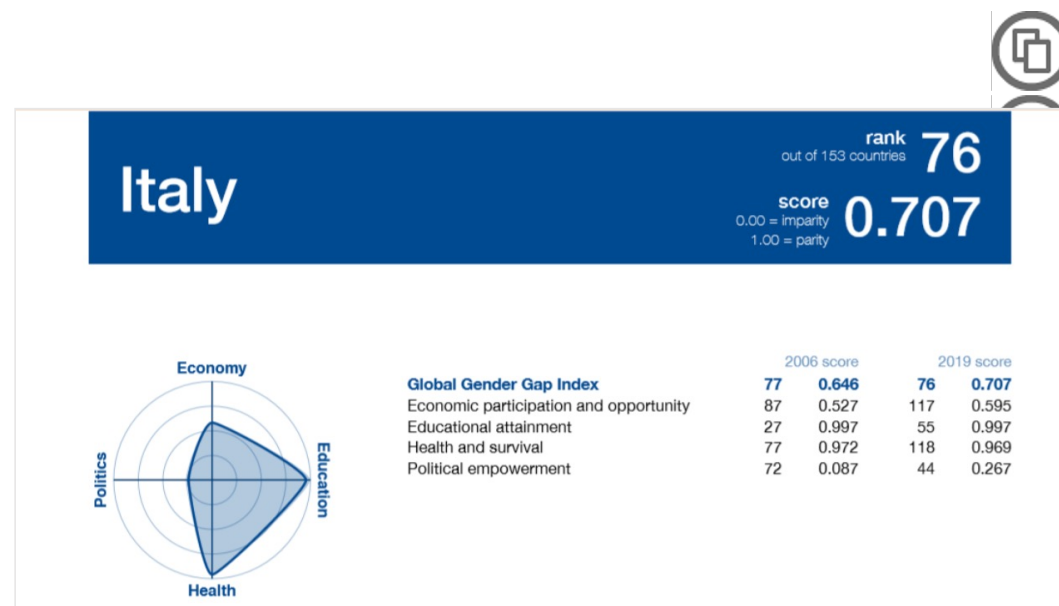 Italy
rank
out of 153 countries
76
score
0.00 = imparity
1.00 = parity
0.707
2006 score 2019 score
Global Gender Gap Index 77 0.646 76 0.707
Economic participation and opportunity 87 0.527 117 0.595
Educational attainment 27 0.997 55 0.997
Health and survival 77 0.972 118 0.969
Political empowerment 72 0.087 44 0.267
Economy
Education
Politics
Health